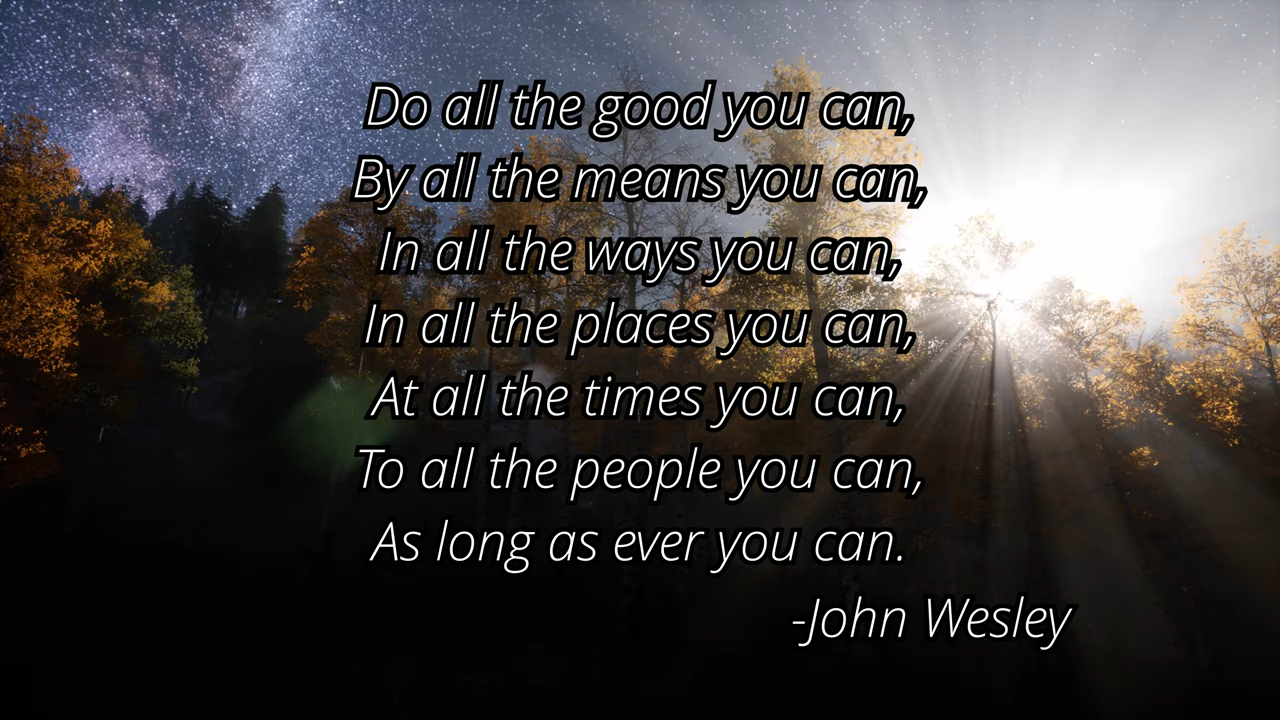 Do all the good you can,
By all the means you can,
In all the ways you can,
In all the places you can,
At all the times you can,
To all the people you can,
As long as ever you can.
-John Wesley